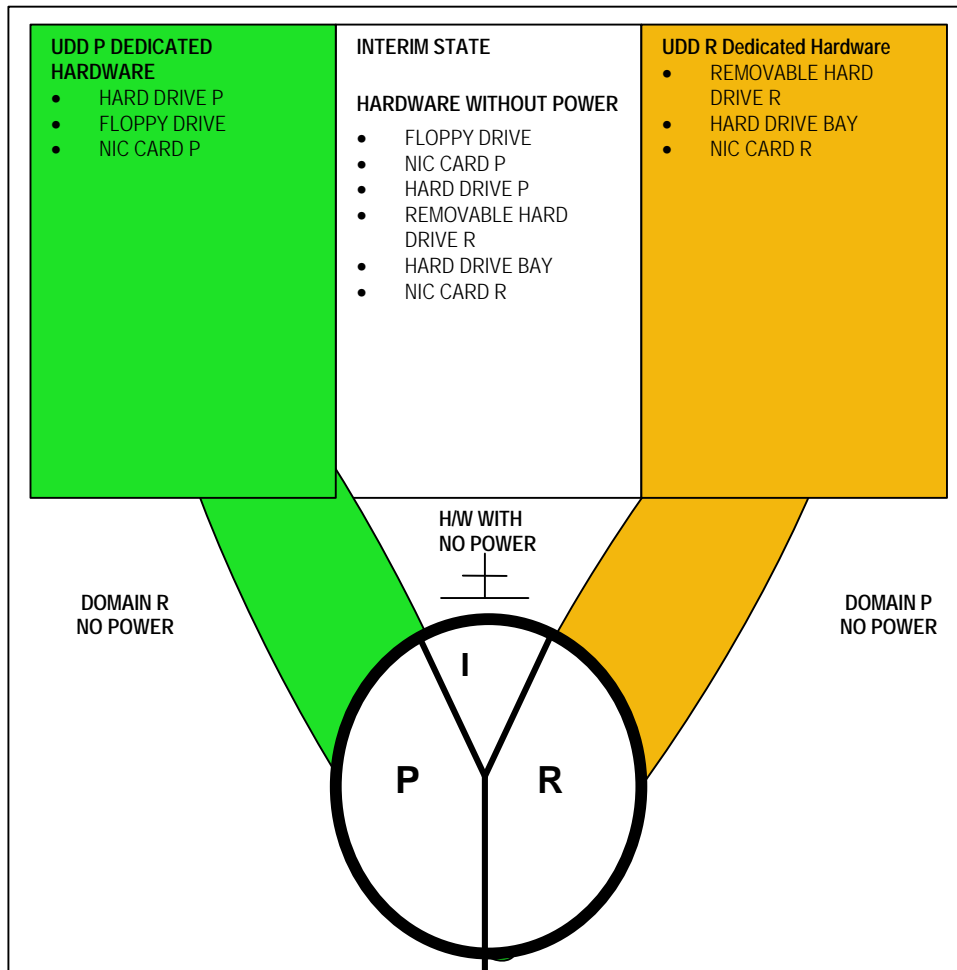 UDD P DEDICATED
HARDWARE
• HARD DRIVE P
• FLOPPY DRIVE
• NIC CARD P
INTERIM STATE
HARDWARE WITHOUT POWER
• FLOPPY DRIVE
• NIC CARD P
• HARD DRIVE P
• REMOVABLE HARD
DRIVE R
• HARD DRIVE BAY
• NIC CARD R
UDD R Dedicated Hardware
• REMOVABLE HARD
DRIVE R
• HARD DRIVE BAY
• NIC CARD R
H/W WITH
NO POWER
DOMAIN R
NO POWER
DOMAIN P
NO POWER
I
P
R